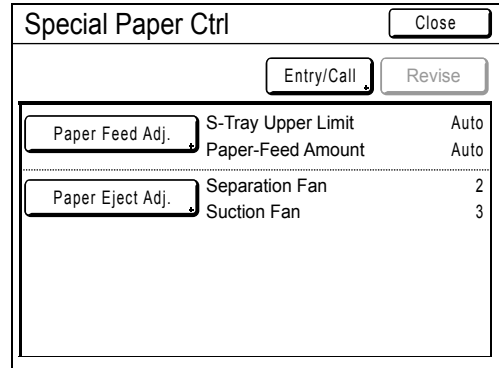 Special Paper Ctrl Close
Entry/Call Revise
Paper Feed Adj. S-Tray Upper Limit Auto
Paper-Feed Amount Auto
Paper Eject Adj. Separation Fan 2
Suction Fan 3